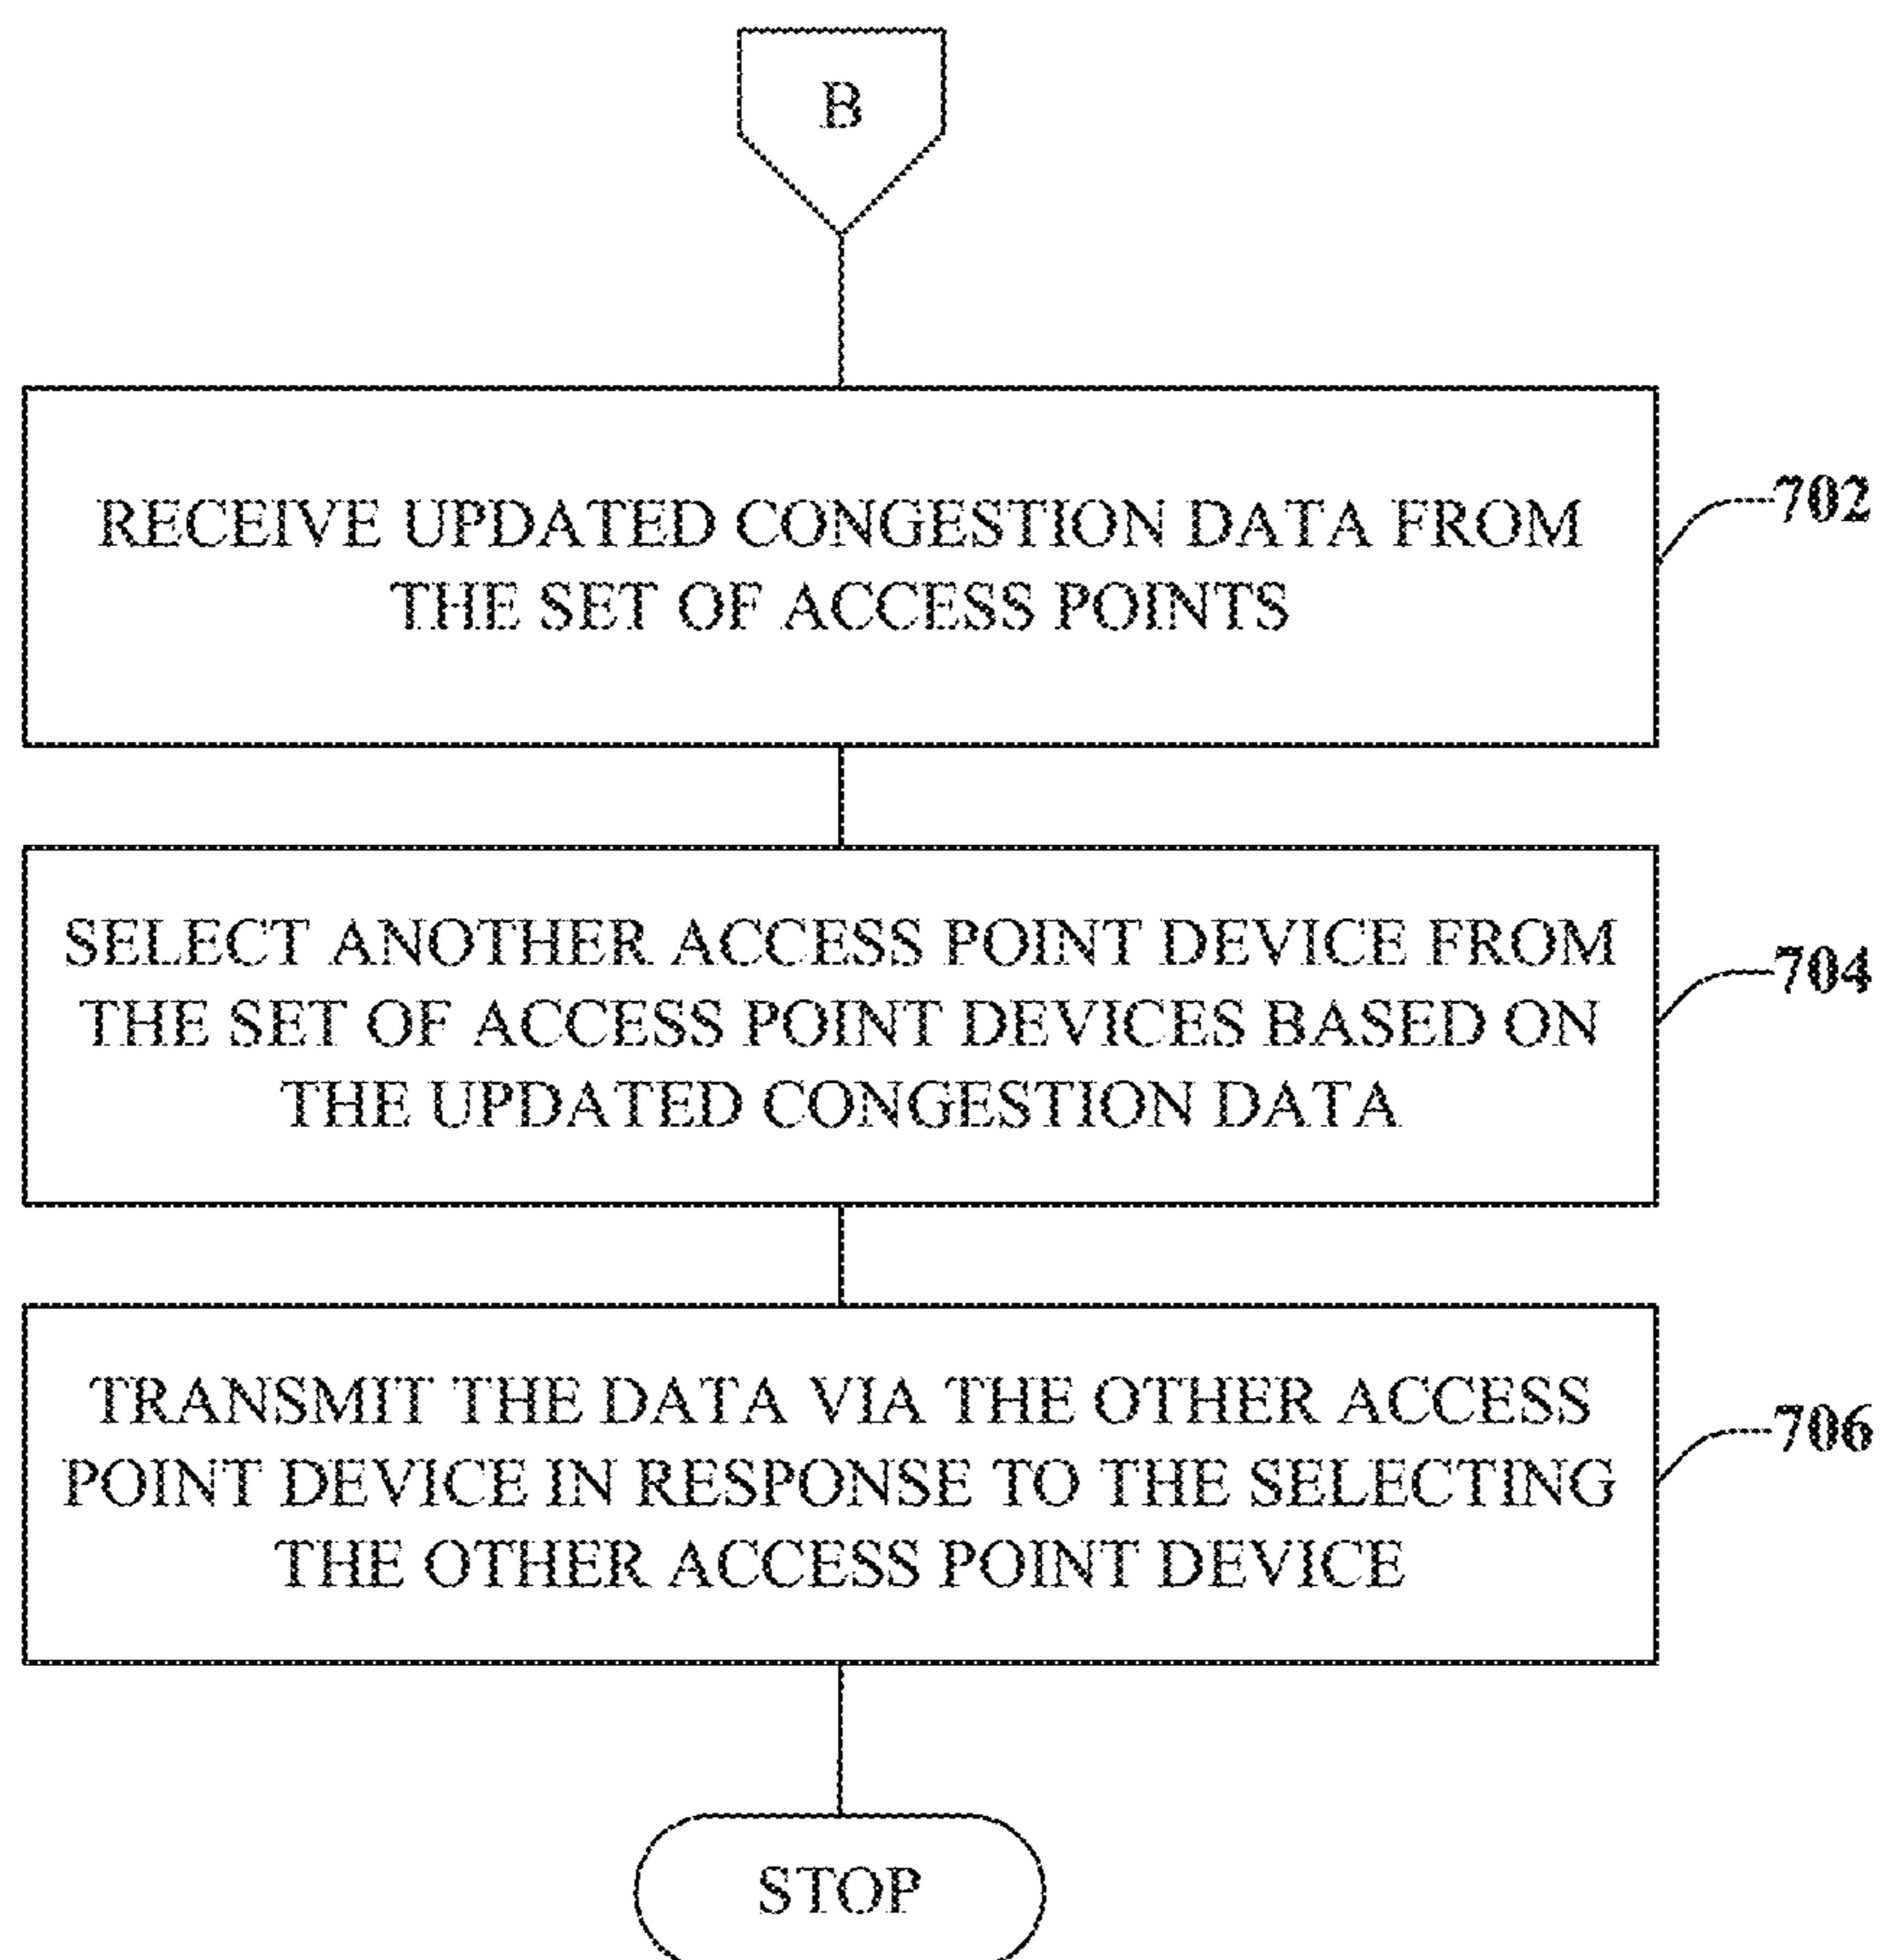 B
RECEIVE UPDATED CONGESTION DATA FROM
THE SET OF ACCESS POINTS
702
SELECT ANOTHER ACCESS POINT DEVICE FROM
THE SET OF ACCESS POINT DEVICES BASED ON
THE UPDATED CONGESTION DATA
704
TRANSMIT THE DATA VIA THE OTHER ACCESS
POINT DEVICE IN RESPONSE TO THE SELECTING
THE OTHER ACCESS POINT DEVICE
706
STOP